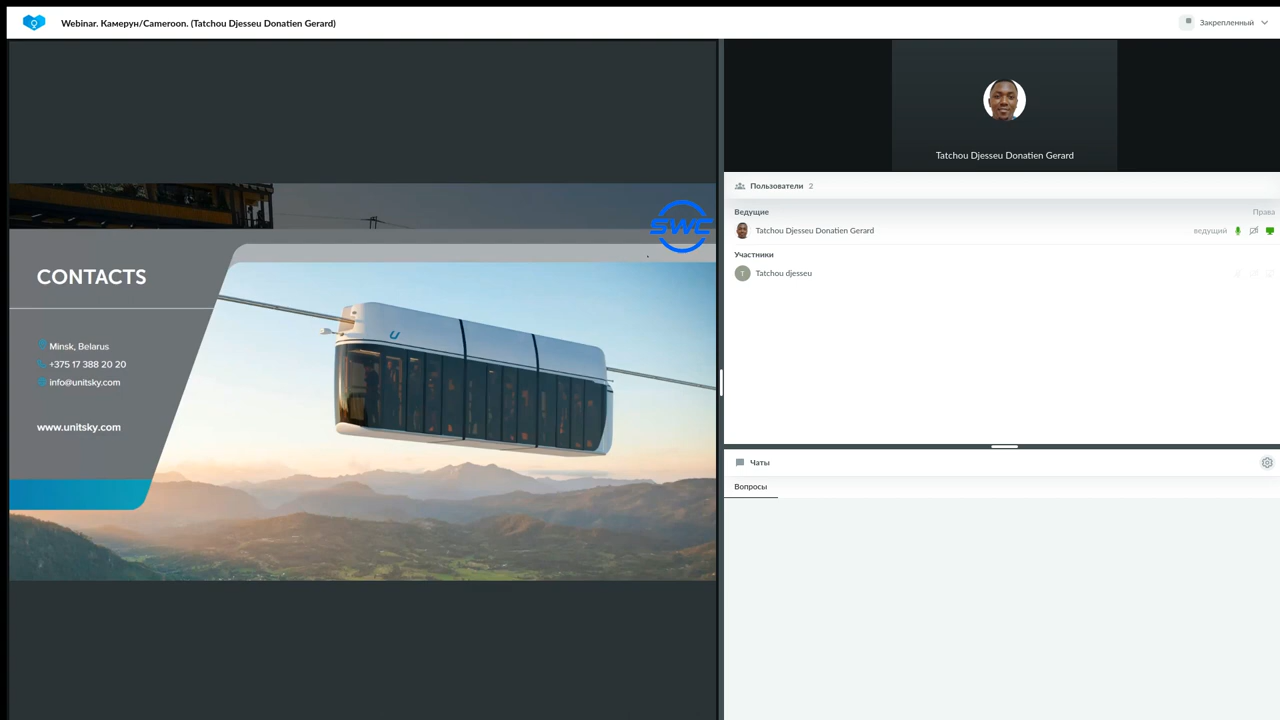 Webinar. Камерун/Cameroon. (Tatchou Djesseu Donatien Gerard)
Закрепленный
SWC
CONTACTS
Minsk, Belarus
+375 17 388 20 20
info@unitsky.com
www.unitsky.com
U
Tatchou Djesseu Donatien Gerard
Пользователи 2
Ведущие Права
Tatchou Djesseu Donatien Gerard ведущий
Участники
T Tatchou djesseu
Чаты
Вопросы